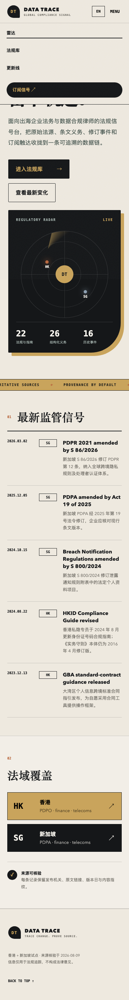 DT
DATA TRACE
GLOBAL COMPLIANCE SIGNAL
EN
MENU
雷达
法规库
更新线
订阅信号 ↗
面向出海企业法务与数据合规律师的法规信
号台，把原始法源、条文义务、修订事件和
订阅触达收拢到一条可追溯的数据链。
进入法规库 →
查看最新变化
REGULATORY RADAR
LIVE
HK
DT
SG
22
26
16
法规与指南
结构化义务
历史事件
RITATIVE SOURCES
PROVENANCE BY DEFAULT
01
最新监管信号
2026.03.02
SG
PDPR 2021 amended
by S 86/2026
新加坡 S 86/2026 修订 PDPR
第 12 条，纳入全球跨境隐私
规则及处理者认证体系。
2025.12.05
SG
PDPA amended by Act
19 of 2025
新加坡 PDPA 经 2025 年第 19
号法令修订，企业应核对现行
条文版本。
2024.10.15
SG
Breach Notification
Regulations amended
by S 800/2024
新加坡 S 800/2024 修订泄露
通知规则附表中的法定个人资
料项目。
2024.08.22
HK
HKID Compliance
Guide revised
香港私隐专员于 2024 年 8 月
更新身份证号码合规指南；
《实务守则》本体仍为 2016
年 4 月修订版。
2023.12.13
HK
GBA standard-contract
guidance released
大湾区个人信息跨境标准合同
指引发布，为自愿采用合同工
具提供操作框架。
02
法域覆盖
HK
香港
PDPO · finance · telecoms
↗
SG
新加坡
PDPA · finance · telecoms
↗
✓
来源可核验
每条记录保留发布机关、原文链接、版本日与内容指
纹。
DT
DATA TRACE
TRACE CHANGE. PROVE SOURCE.
香港 + 新加坡试点 · 来源核验于 2026-08-09
信息仅用于法规追踪，不构成法律意见。
BACK TO TOP ↑